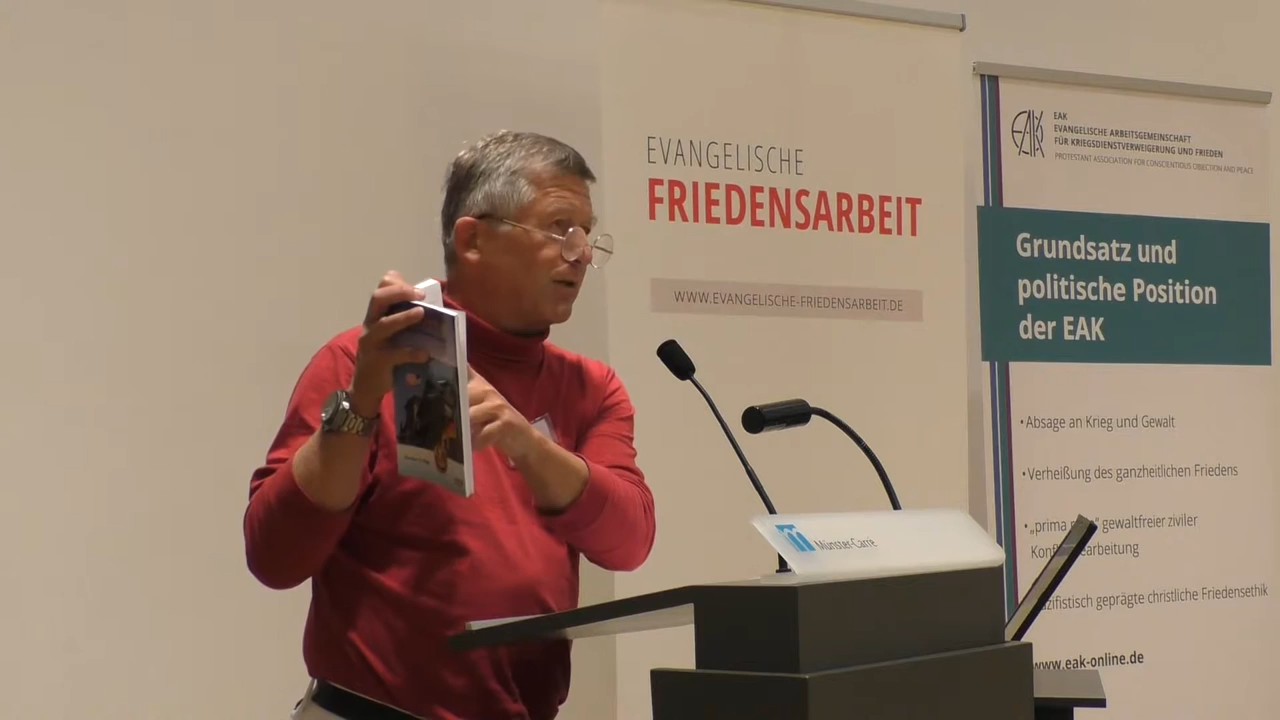 EVANGELISCHE
FRIEDENSARBEIT
WWW.EVANGELISCHE-FRIEDENSARBEIT.DE
EAK
EVANGELISCHE ARBEITSGEMEINSCHAFT
FÜR KRIEGSDIENSTVERWEIGERUNG UND FRIEDEN
PROTESTANT ASSOCIATION FOR CONSCIENTIOUS OBJECTION AND PEACE
Grundsatz und
politische Position
der EAK
• Absage an Krieg und Gewalt
• Verheißung des ganzheitlichen Friedens
• „prima gewaltfreier ziviler
• christliche Friedensethik
www.eak-online.de
Münster-Carré